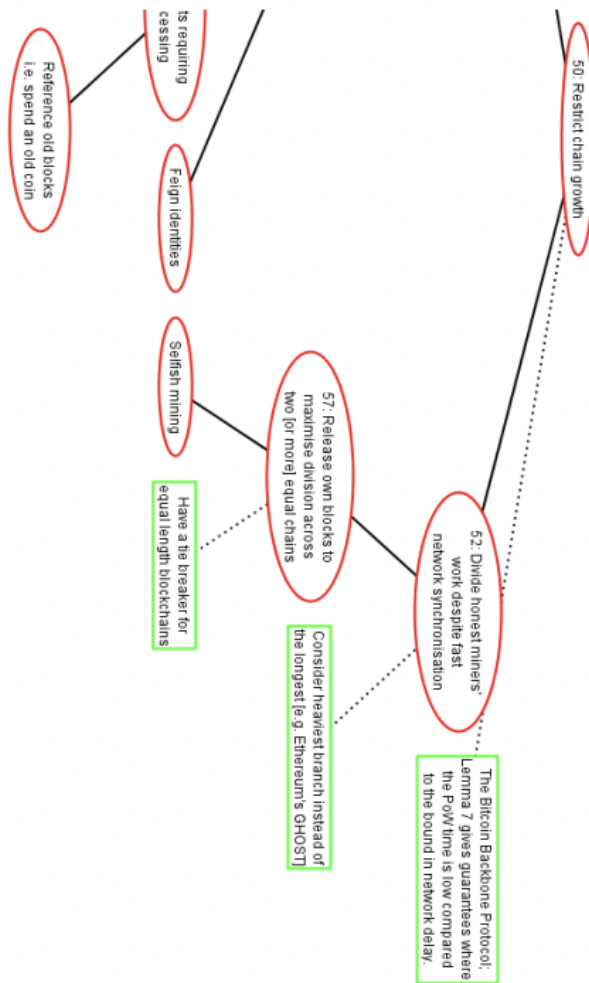 50: Restrict chain growth
52: Divide honest miners'
work despite fast
network synchronisation
The Bitcoin Backbone Protocol;
Lemma 7 gives guarantees where
the PoW time is low compared
to the bound in network delay.
57: Release own blocks to
maximise division across
two [or more] equal chains
Consider heaviest branch instead of
the longest [e.g. Ethereum's GHOST]
ts requiring
cessing
Feign identities
Selfish mining
Have a tie breaker for
equal length blockchains
Reference old blocks
i.e. spend an old coin